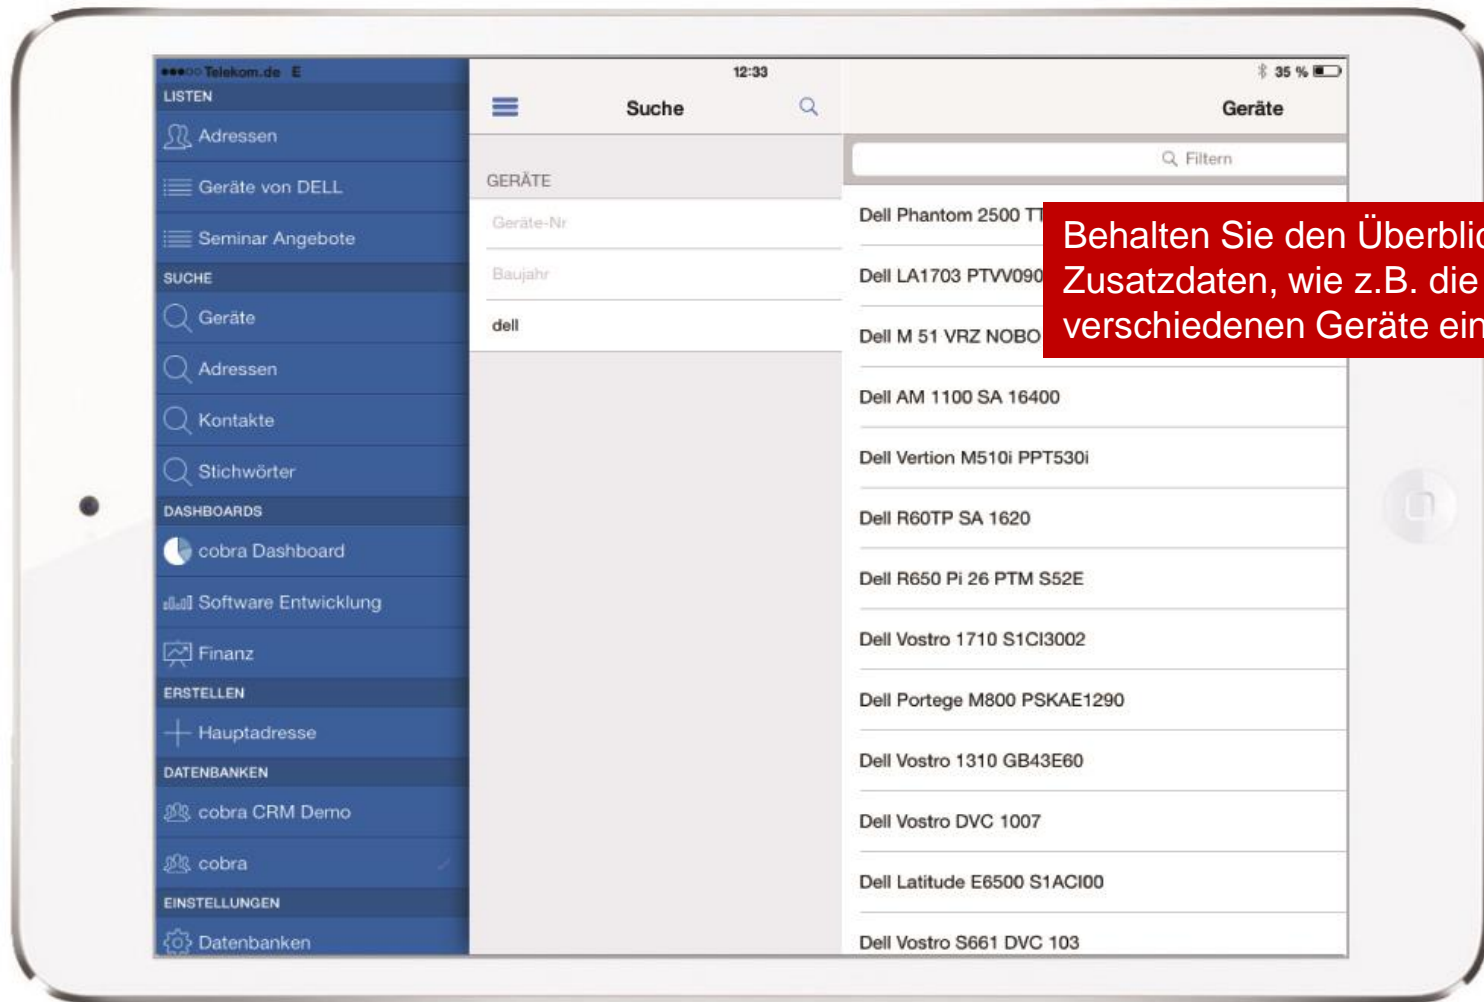 Telekom.de E
12:33
35 %
LISTEN
Adressen
Geräte von DELL
Seminar Angebote
SUCHE
Geräte
Adressen
Kontakte
Stichwörter
DASHBOARDS
cobra Dashboard
Software Entwicklung
Finanz
ERSTELLEN
Hauptadresse
DATENBANKEN
cobra CRM Demo
cobra
EINSTELLUNGEN
Datenbanken
Suche
GERÄTE
Geräte-Nr
Baujahr
dell
Geräte
Filtern
Dell Phantom 2500
Dell LA1703 PTVV090
Dell M 51 VRZ NOBO
Dell AM 1100 SA 16400
Dell Vertion M510i PPT530i
Dell R60TP SA 1620
Dell R650 Pi 26 PTM S52E
Dell Vostro 1710 S1CI3002
Dell Portege M800 PSKAE1290
Dell Vostro 1310 GB43E60
Dell Vostro DVC 1007
Dell Latitude E6500 S1ACI00
Dell Vostro S661 DVC 103
Behalten Sie den
Zusatzdaten, wie z.B. die
verschiedenen Geräte